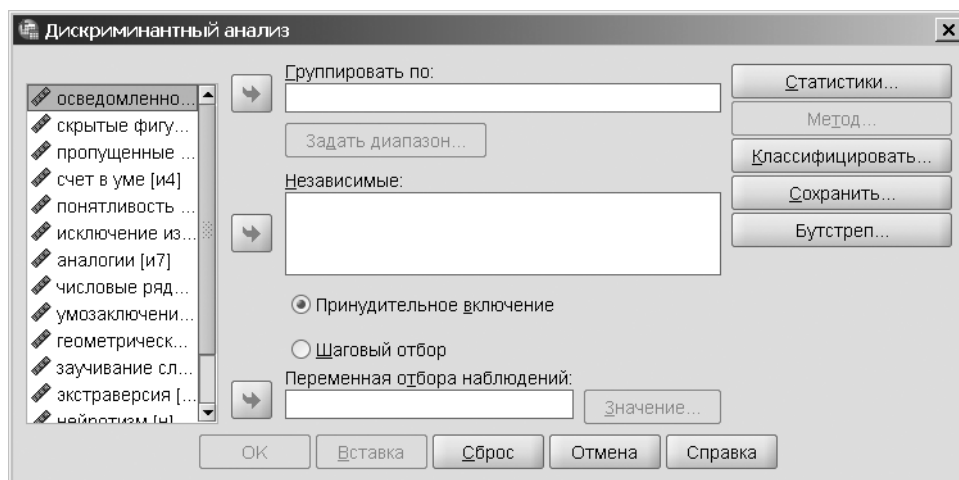 Дискриминантный анализ
осведомленно...
скрытые фигу...
пропущенные ...
счет в уме [и4]
понятливость ...
исключение из...
аналогии [и7]
числовые ряд...
умозаключени...
геометрическ...
заучивание сл...
экстраверсия [...
нейротизм [н]
Группировать по:
Задать диапазон...
Независимые:
Принудительное включение
Шаговый отбор
Переменная отбора наблюдений:
Значение...
Статистики...
Метод...
Классифицировать...
Сохранить...
Бутстреп...
OK
Вставка
Сброс
Отмена
Справка